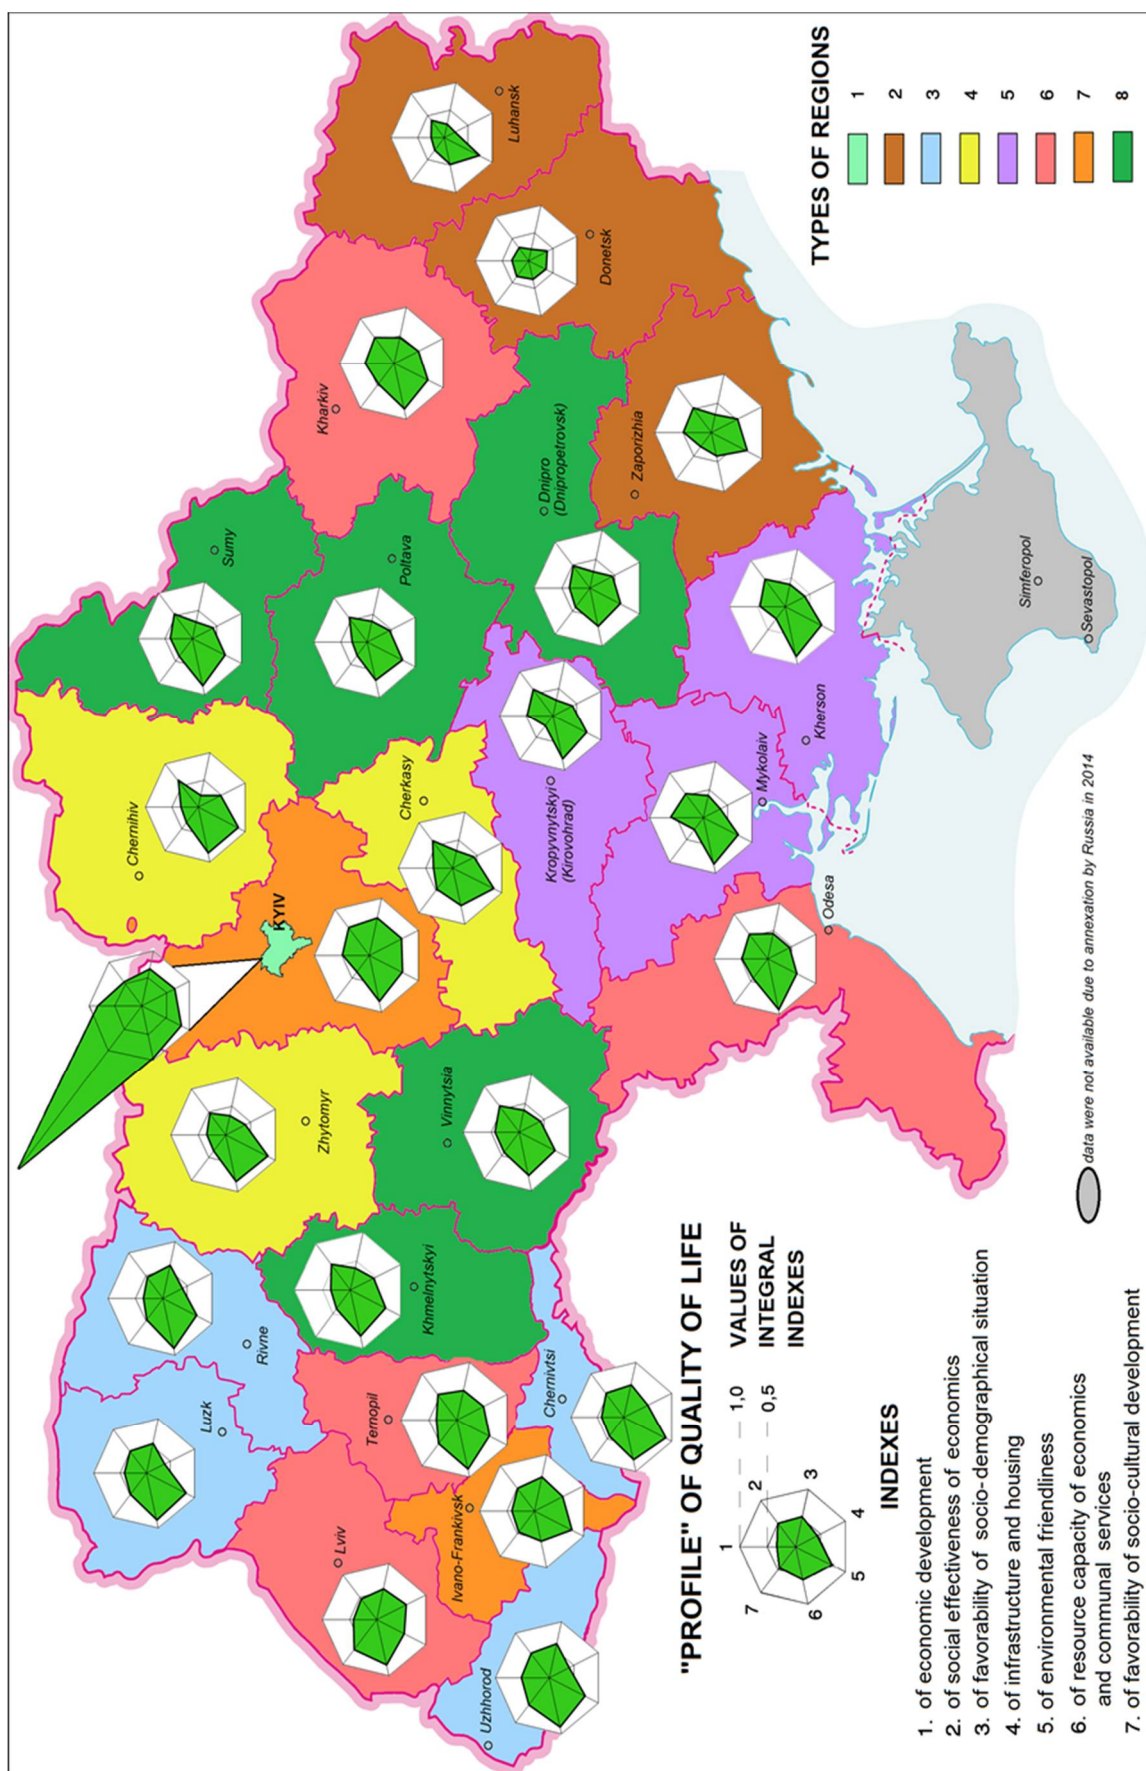 Luhansk
Donetsk
Kharkiv
Zaporizhia
Dnipro
(Dnipropetrovsk)
Sumy
Poltava
Chernihiv
Cherkasy
Kropyvnytskyi
(Kirovohrad)
Mykolaiv
Kherson
Odesa
Simferopol
Sevastopol
KYIV
Zhytomyr
Vinnytsia
Khmelnytskyi
Rivne
Luzk
Ternopil
Chernivtsi
Lviv
Ivano-Frankivsk
Uzhhorod
TYPES OF REGIONS
1
2
3
4
5
6
7
8
data were not available due to annexation by Russia in 2014
"PROFILE" OF QUALITY OF LIFE
VALUES OF
INTEGRAL
INDEXES
1,0
0,5
1
2
3
4
5
6
7
INDEXES
1. of economic development
2. of social effectiveness of economics
3. of favorability of socio-demographical situation
4. of infrastructure and housing
5. of environmental friendliness
6. of resource capacity of economics
and communal services
7. of favorability of socio-cultural development